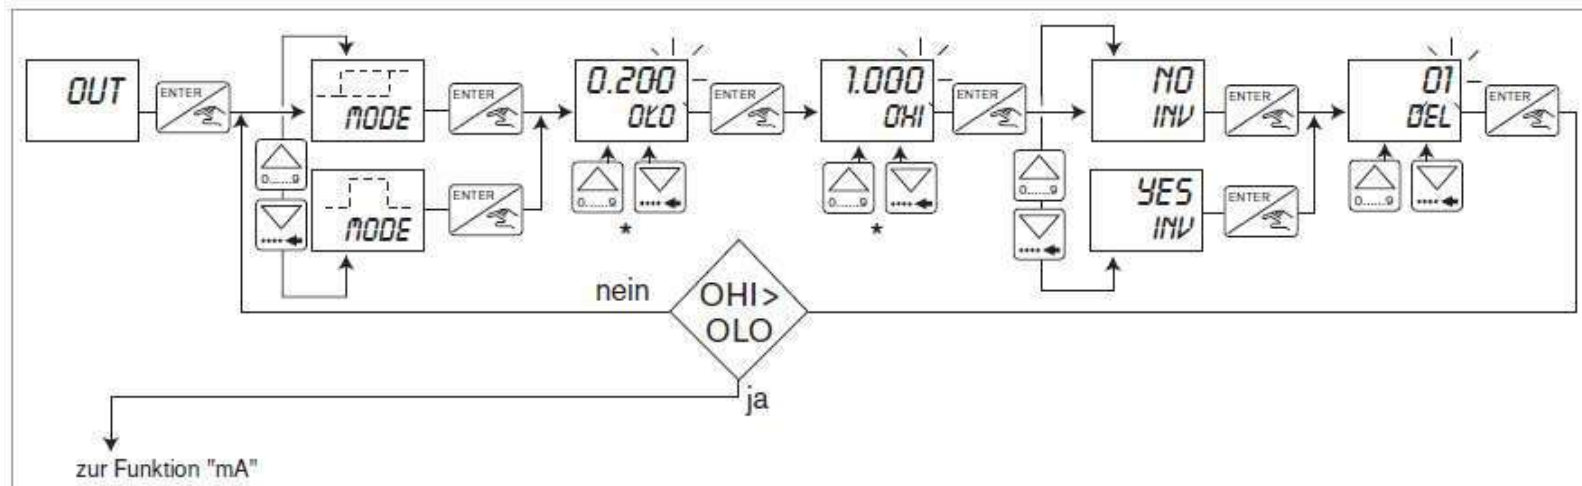 OUT
ENTER
MODE
ENTER
0.200
OLO
ENTER
1.000
OHI
ENTER
NO
INV
ENTER
01
DEL
ENTER
0.....9
....
MODE
ENTER
0.....9
....
*
0.....9
....
*
0.....9
....
YES
INV
ENTER
0.....9
....
nein
OHI>
OLO
ja
zur Funktion "mA"